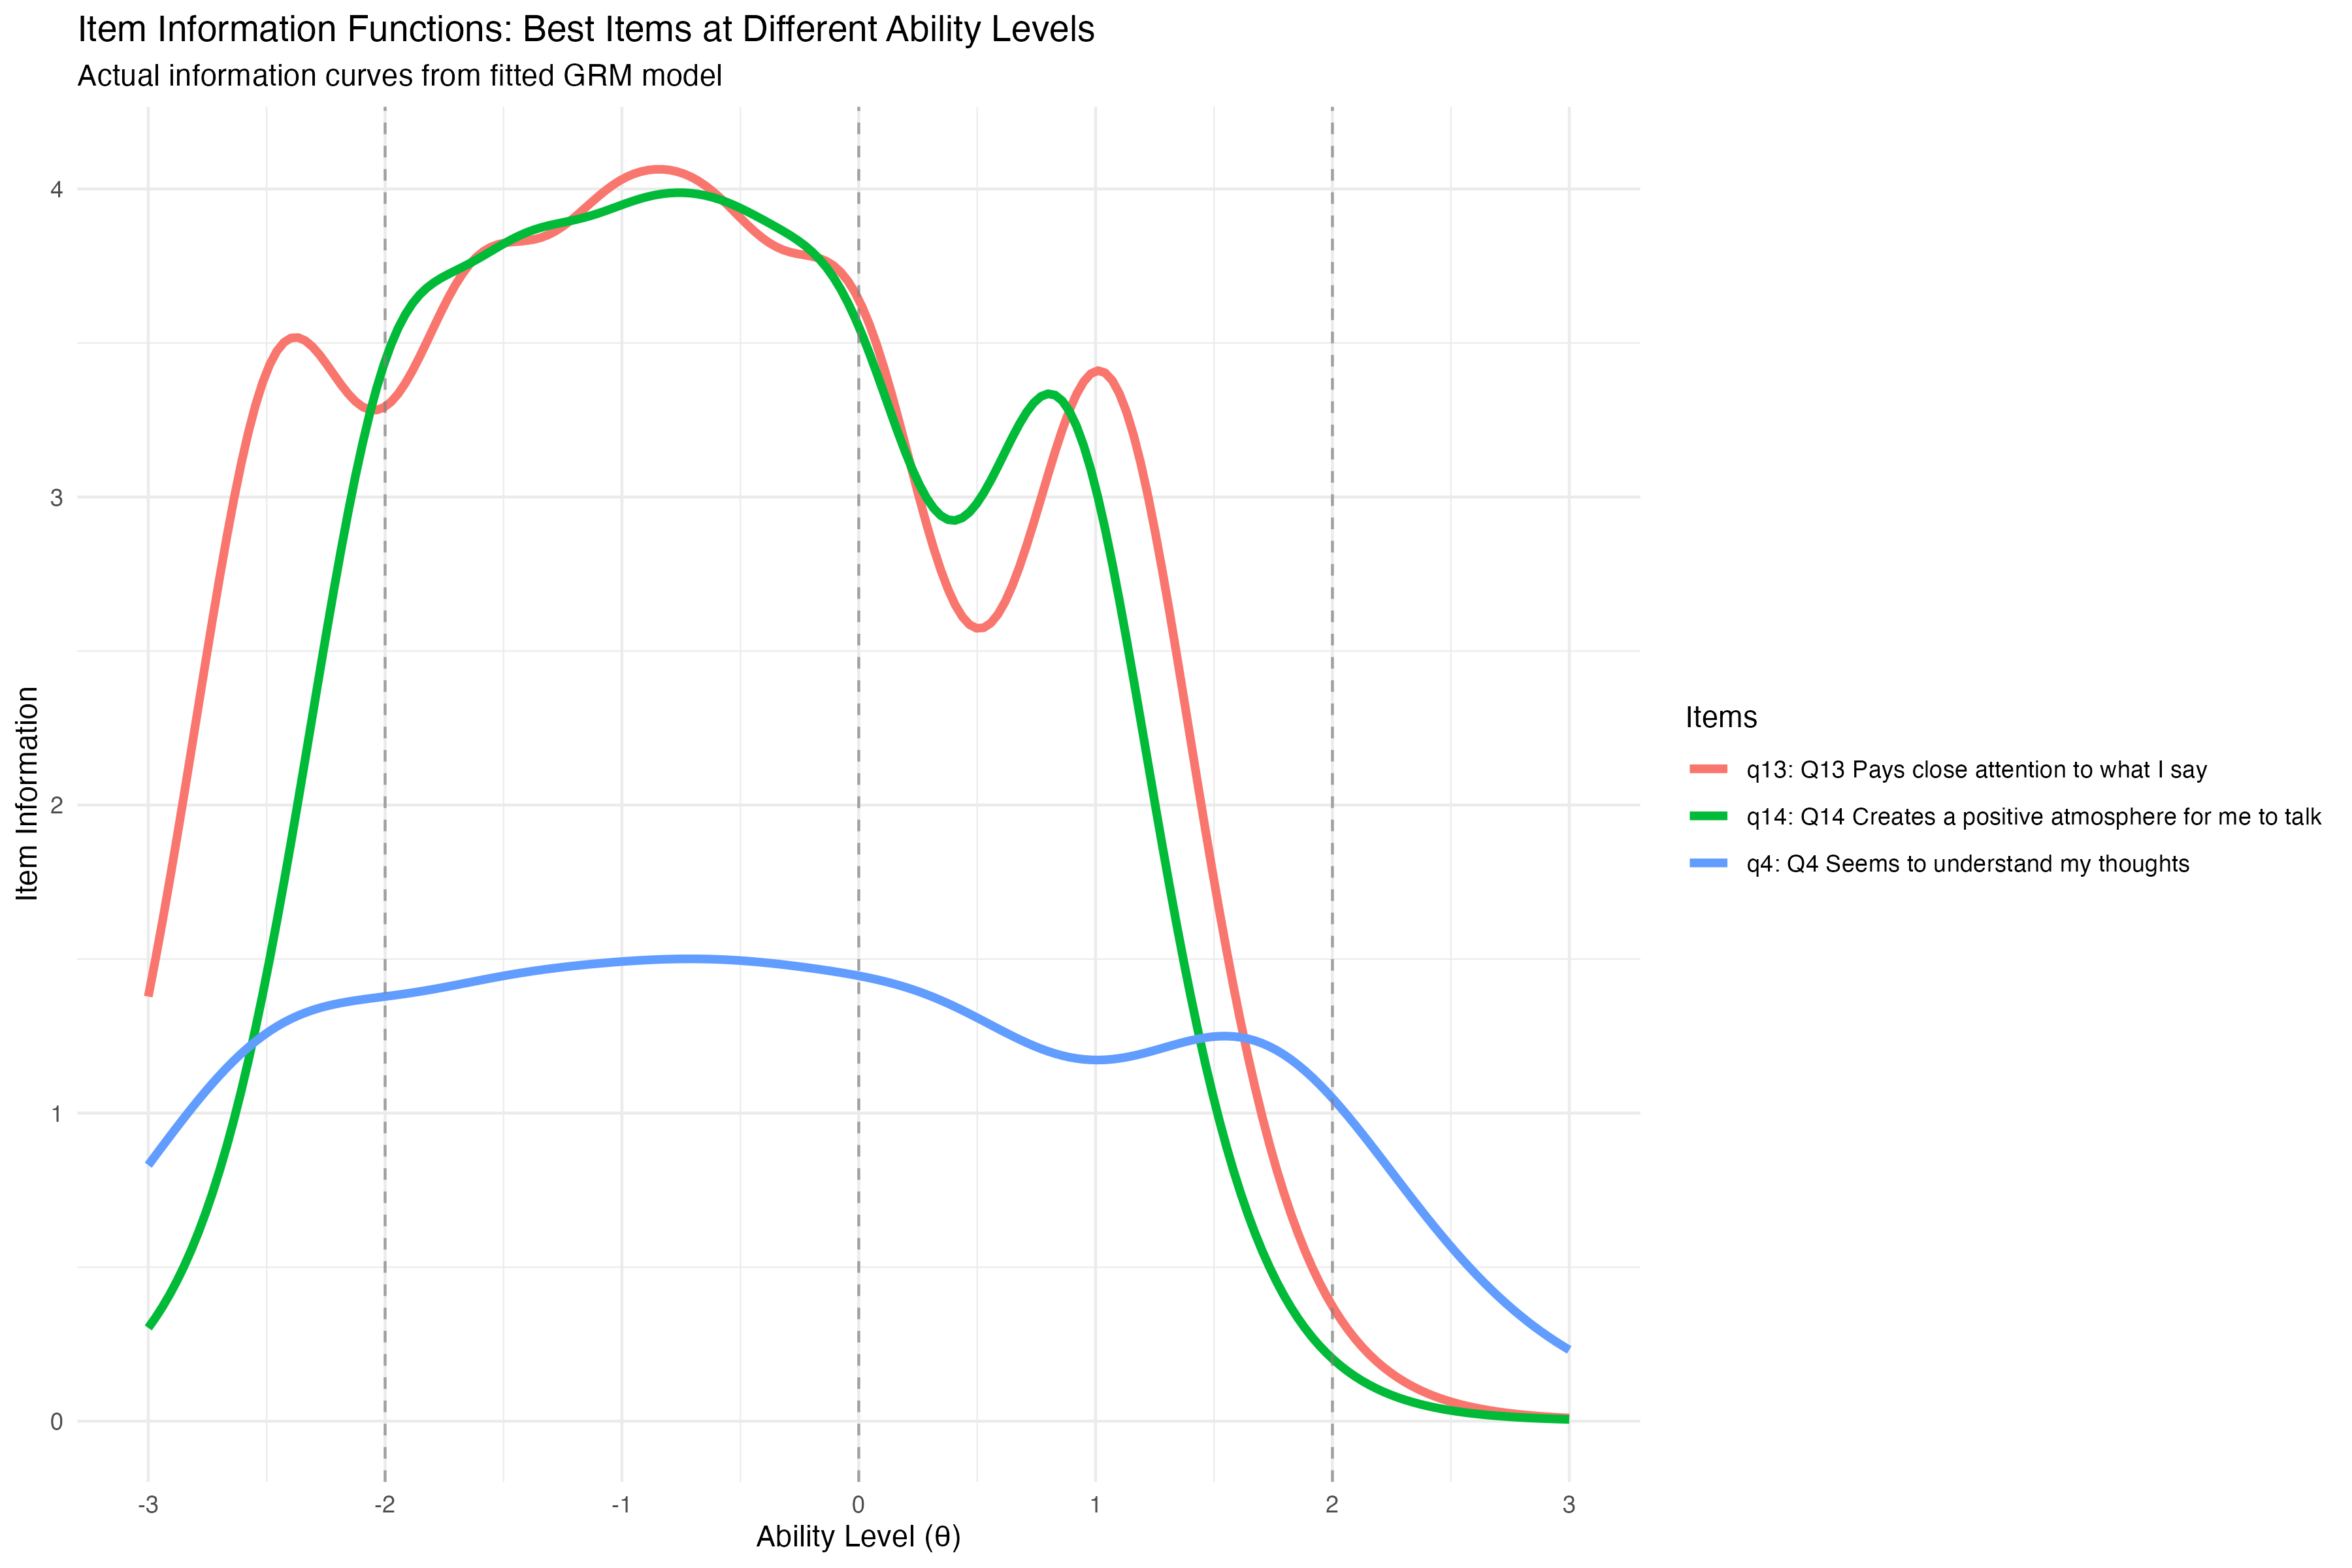 Item Information Functions: Best Items at Different Ability Levels
Actual information curves from fitted GRM model
4
3
2
1
0
Item Information
-3 -2 -1 0 1 2 3
Ability Level (θ)
Items
q13: Q13 Pays close attention to what I say
q14: Q14 Creates a positive atmosphere for me to talk
q4: Q4 Seems to understand my thoughts